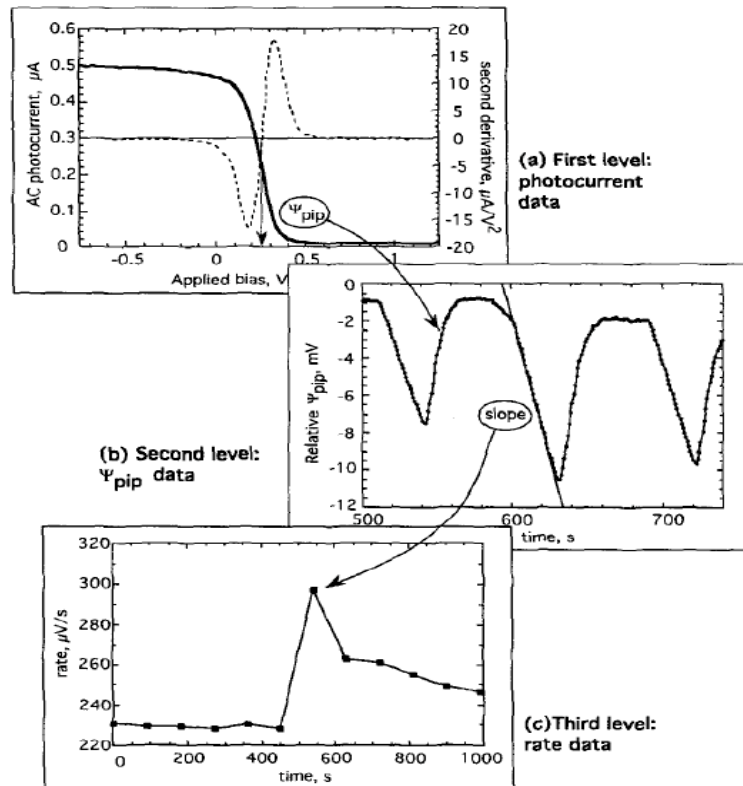 0.6
0.5
0.4
0.3
0.2
0.1
0
AC photocurrent, μA
20
15
10
5
0
-5
-10
-15
-20
second derivative, μA/V²
-0.5
0
0.5
1
Applied bias, V
Ψpip
(a) First level:
photocurrent
data
0
-2
-4
-6
-8
-10
-12
Relative Ψpip, mV
500
600
700
time, s
slope
(b) Second level:
Ψpip data
320
300
280
260
240
220
rate, μV/s
0
200
400
600
800
1000
time, s
(c)Third level:
rate data